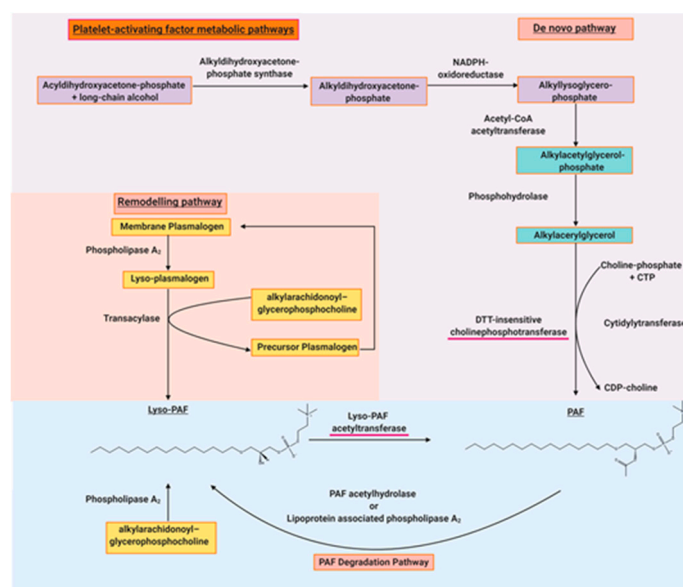 Platelet-activating factor metabolic pathways
De novo pathway
Acyldihydroxyacetone-phosphate
+ long-chain alcohol
Alkyldihydroxyacetone-
phosphate synthase
Alkyldihydroxyacetone-
phosphate
NADPH-
oxidoreductase
Alkyllysoglycero-
phosphate
Acetyl-CoA
acetyltransferase
Alkylacetylglycerol-
phosphate
Phosphohydrolase
Alkylacerylglycerol
Choline-phosphate
+ CTP
DTT-insensitive
cholinephosphotransferase
Cytidylytransferase
CDP-choline
Remodelling pathway
Membrane Plasmalogen
Phospholipase A₂
Lyso-plasmalogen
Transacylase
alkylarachidonoyl–
glycerophosphocholine
Precursor Plasmalogen
Lyso-PAF
Lyso-PAF
acetyltransferase
PAF
Phospholipase A₂
alkylarachidonoyl–
glycerophosphocholine
PAF acetylhydrolase
or
Lipoprotein associated phospholipase A₂
PAF Degradation Pathway